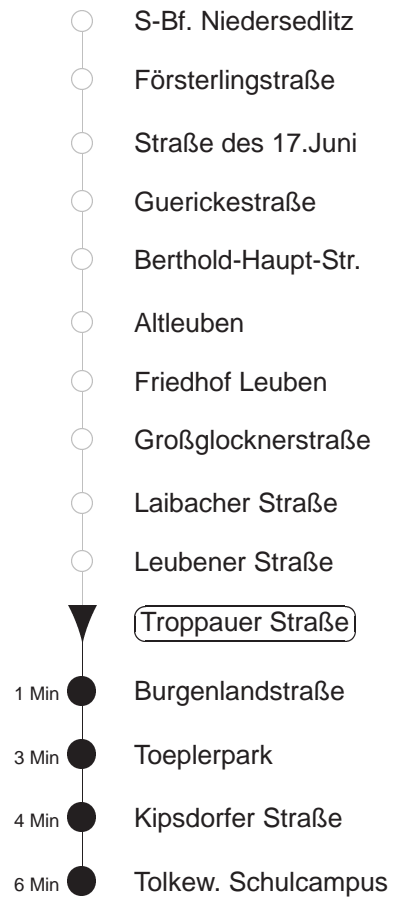 S-Bf. Niedersedlitz
Försterlingstraße
Straße des 17.Juni
Guerickestraße
Berthold-Haupt-Str.
Altleuben
Friedhof Leuben
Großglocknerstraße
Laibacher Straße
Leubener Straße
Troppauer Straße
1 Min Burgenlandstraße
3 Min Toeplerpark
4 Min Kipsdorfer Straße
6 Min Tolkew. Schulcampus